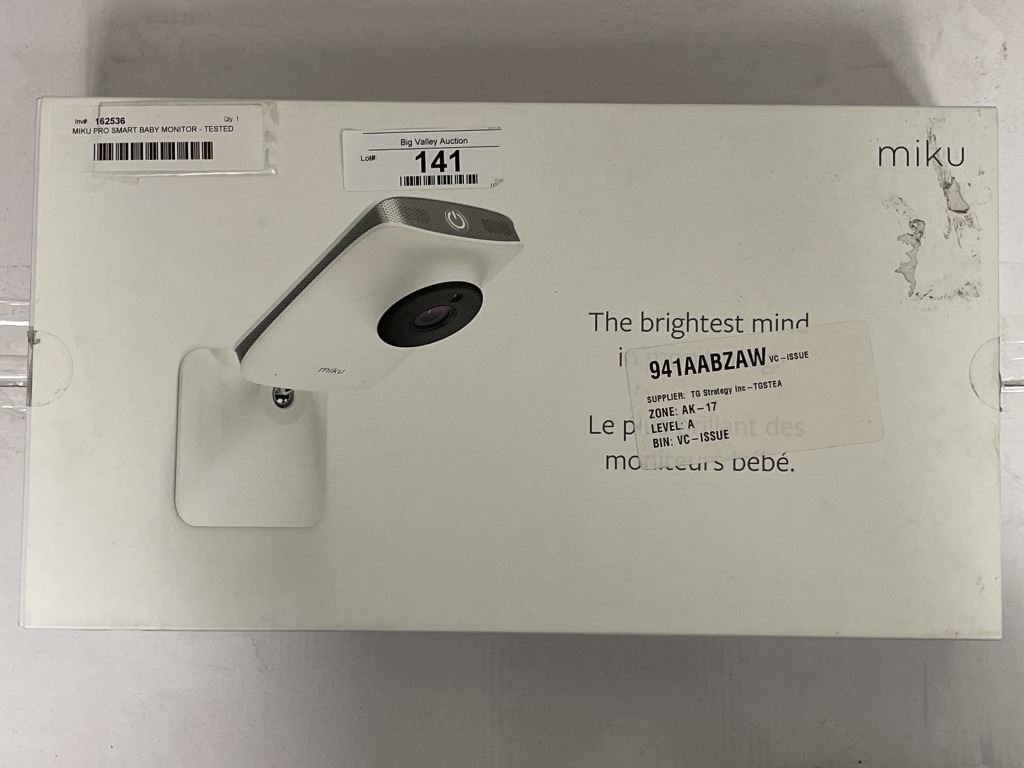 Inv#: 162536 Qty: 1
MIKU PRO SMART BABY MONITOR - TESTED
Big Valley Auction
Lot#: 141
miku
miku
The brightest mind
941AABZAW VC-ISSUE
SUPPLIER: TG Strategy Inc-TGSTEA
ZONE: AK-17
LEVEL: A
BIN: VC-ISSUE
Le des
moniteurs bébé.